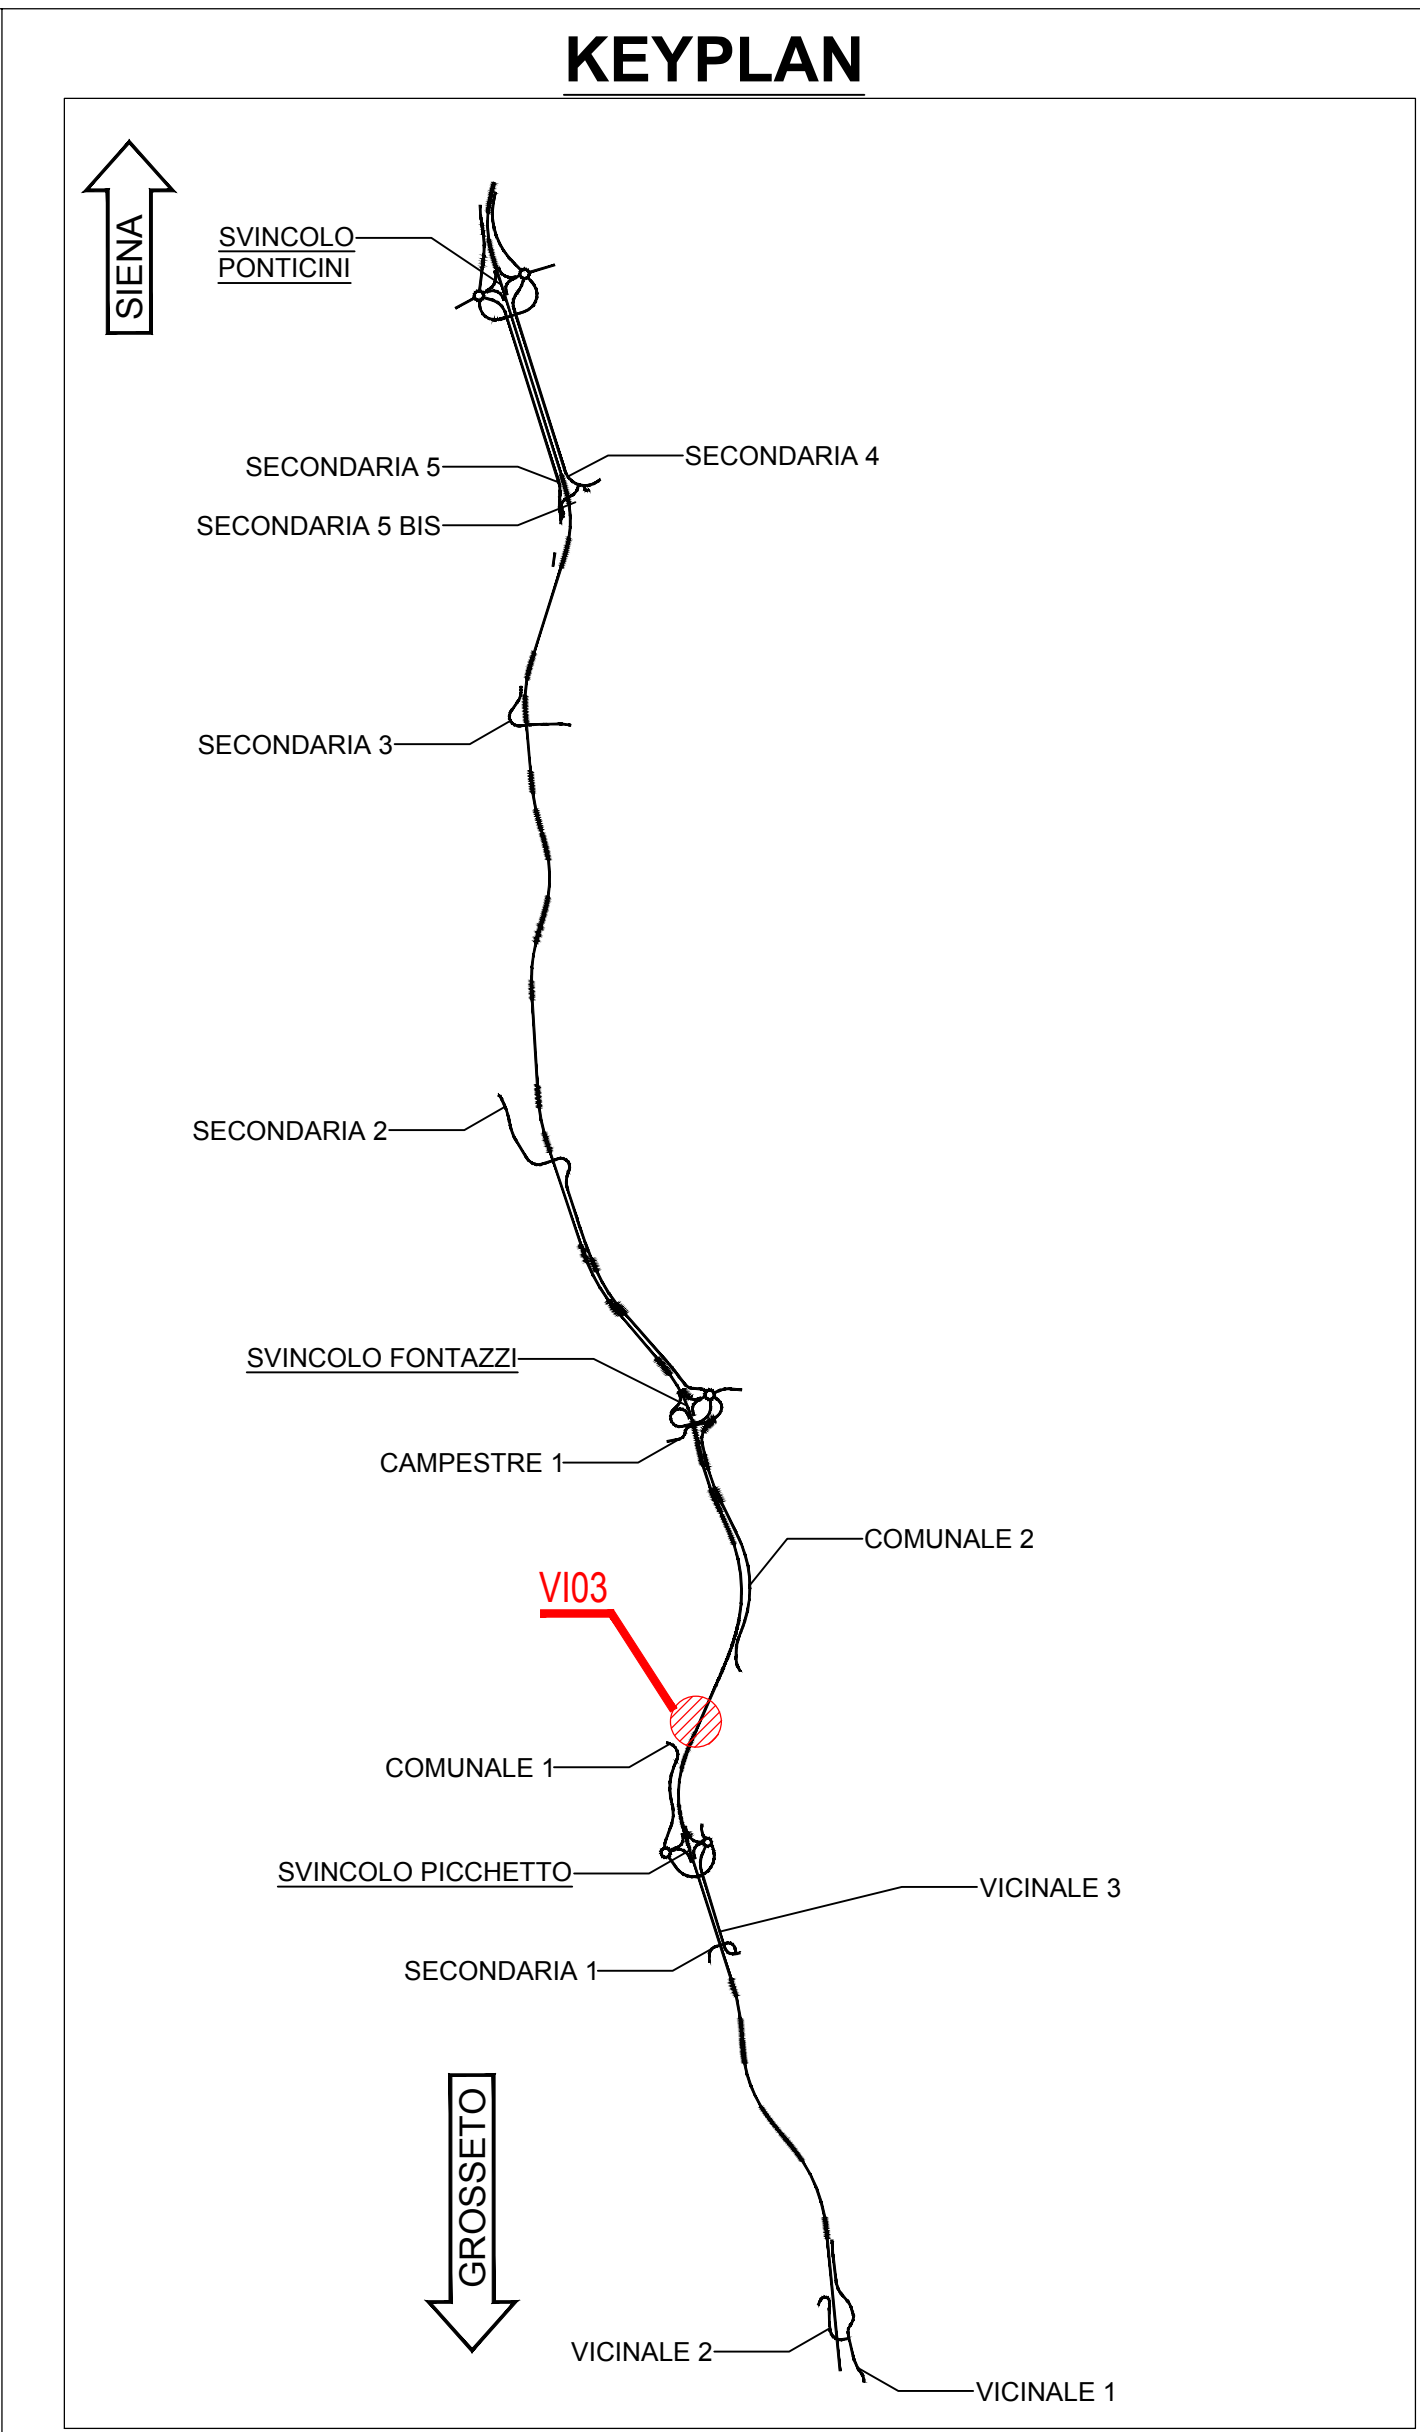 KEYPLAN
SIENA
SVINCOLO
PONTICINI
SECONDARIA 5
SECONDARIA 4
SECONDARIA 5 BIS
SECONDARIA 3
SECONDARIA 2
SVINCOLO FONTAZZI
CAMPESTRE 1
COMUNALE 2
VI03
COMUNALE 1
SVINCOLO PICCHETTO
VICINALE 3
SECONDARIA 1
GROSSETO
VICINALE 2
VICINALE 1